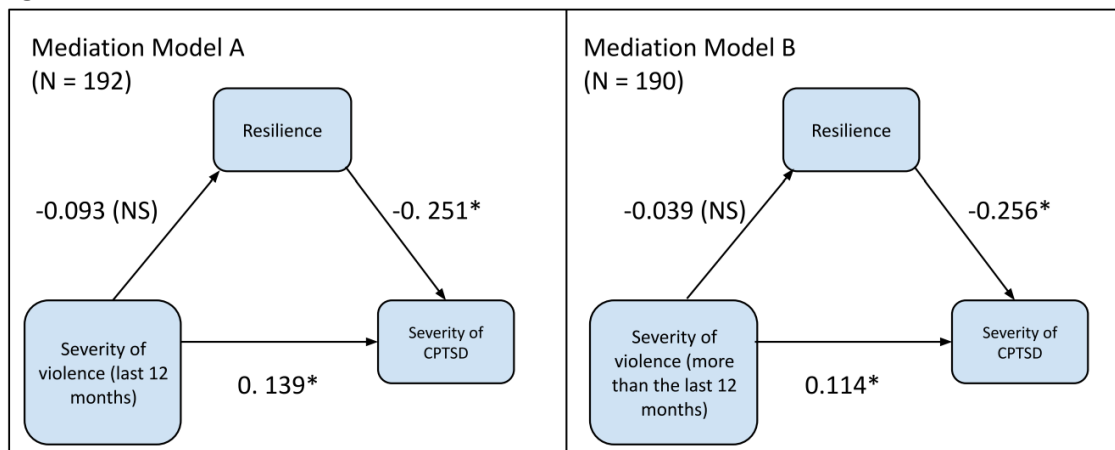 Mediation Model A
(N = 192)
Resilience
-0.093 (NS)
-0. 251*
Severity of
violence (last 12
months)
Severity of
CPTSD
0. 139*
Mediation Model B
(N = 190)
Resilience
-0.039 (NS)
-0.256*
Severity of
violence (more
than the last 12
months)
Severity of
CPTSD
0.114*